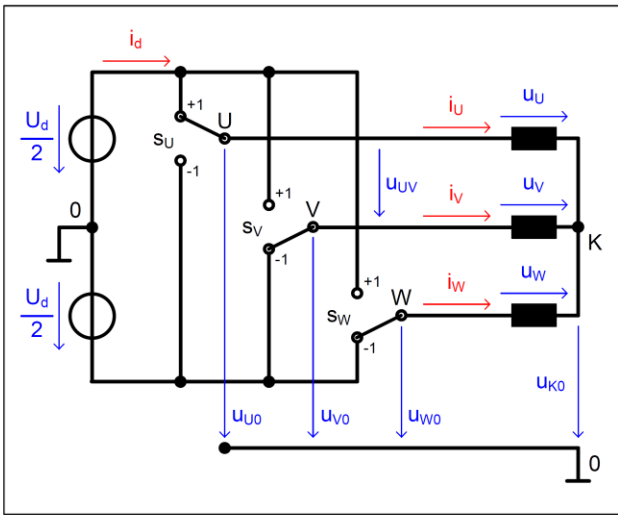 i_d
+1
U
i_U
u_U
U_d
2
s_U
-1
u_UV
+1
i_V
u_V
0
s_V
V
K
-1
+1
i_W
u_W
U_d
2
s_W
W
-1
u_K0
u_U0
u_V0
u_W0
0